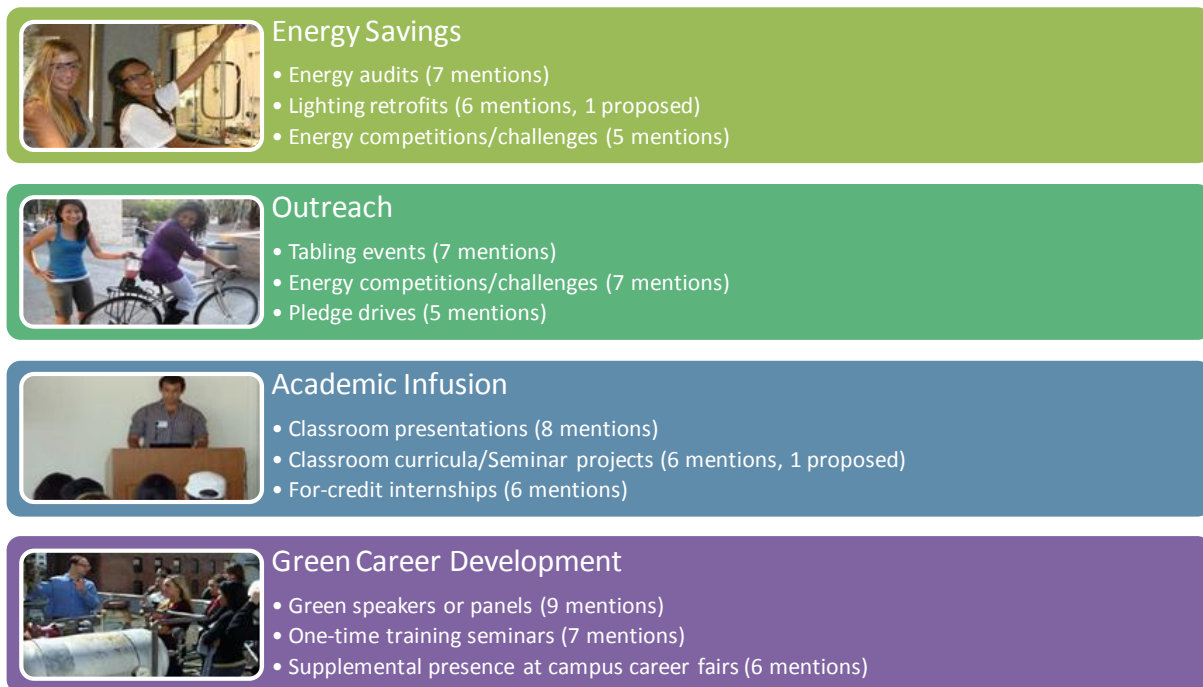 Energy Savings
• Energy audits (7 mentions)
• Lighting retrofits (6 mentions, 1 proposed)
• Energy competitions/challenges (5 mentions)
Outreach
• Tabling events (7 mentions)
• Energy competitions/challenges (7 mentions)
• Pledge drives (5 mentions)
Academic Infusion
• Classroom presentations (8 mentions)
• Classroom curricula/Seminar projects (6 mentions, 1 proposed)
• For-credit internships (6 mentions)
Green Career Development
• Green speakers or panels (9 mentions)
• One-time training seminars (7 mentions)
• Supplemental presence at campus career fairs (6 mentions)